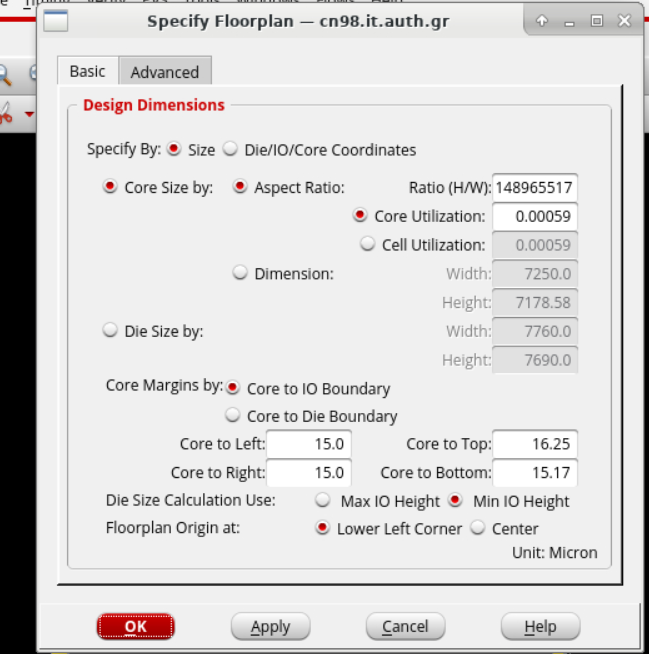 Specify Floorplan — cn98.it.auth.gr
Basic Advanced
Design Dimensions
Specify By: Size Die/IO/Core Coordinates
Core Size by: Aspect Ratio: Ratio (H/W): 148965517
Core Utilization: 0.00059
Cell Utilization: 0.00059
Dimension: Width: 7250.0
Height: 7178.58
Die Size by: Width: 7760.0
Height: 7690.0
Core Margins by: Core to IO Boundary
Core to Die Boundary
Core to Left: 15.0 Core to Top: 16.25
Core to Right: 15.0 Core to Bottom: 15.17
Die Size Calculation Use: Max IO Height Min IO Height
Floorplan Origin at: Lower Left Corner Center
Unit: Micron
OK Apply Cancel Help